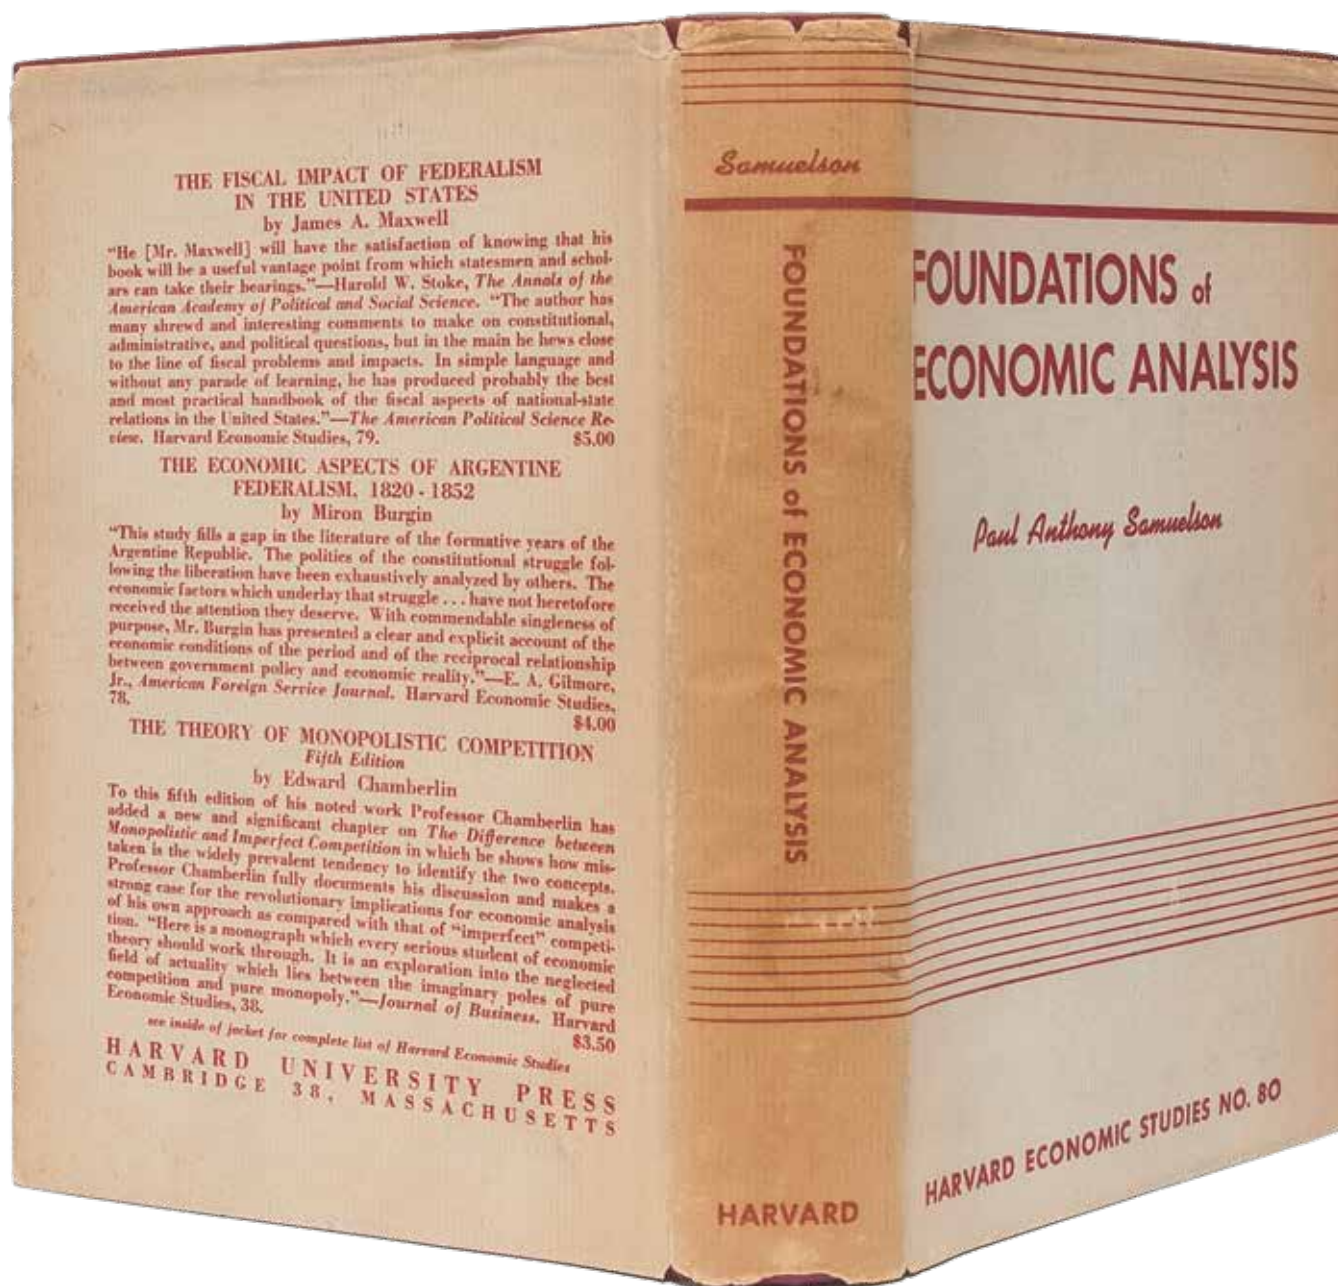 THE FISCAL IMPACT OF FEDERALISM
IN THE UNITED STATES
by James A. Maxwell
“He [Mr. Maxwell] will have the satisfaction of knowing that his
book will be a useful vantage point from which statesmen and schol-
ars can take their bearings.”—Harold W. Stoke, The Annals of the
American Academy of Political and Social Science. “The author has
many shrewd and interesting comments to make on constitutional,
administrative, and political questions, but in the main he hews close
to the line of fiscal problems and impacts. In simple language and
without any parade of learning, he has produced probably the best
and most practical handbook of the fiscal aspects of national-state
relations in the United States.”—The American Political Science Re-
view. Harvard Economic Studies, 79. $5.00
THE ECONOMIC ASPECTS OF ARGENTINE
FEDERALISM, 1820 - 1852
by Miron Burgin
“This study fills a gap in the literature of the formative years of the
Argentine Republic. The politics of the constitutional struggle fol-
lowing the liberation have been exhaustively analyzed by others. The
economic factors which underlay that struggle . . . have not heretofore
received the attention they deserve. With commendable singleness of
purpose, Mr. Burgin has presented a clear and explicit account of the
economic conditions of the period and of the reciprocal relationship
between government policy and economic reality.”—E. A. Gilmore,
Jr., American Foreign Service Journal. Harvard Economic Studies,
78. $4.00
THE THEORY OF MONOPOLISTIC COMPETITION
Fifth Edition
by Edward Chamberlin
To this fifth edition of his noted work Professor Chamberlin has
added a new and significant chapter on The Difference between
Monopolistic and Imperfect Competition in which he shows how mis-
taken is the widely prevalent tendency to identify the two concepts.
Professor Chamberlin fully documents his discussion and makes a
strong case for the revolutionary implications for economic analysis
of his own approach as compared with that of “imperfect” competi-
tion. “Here is a monograph which every serious student of economic
theory should work through. It is an exploration into the neglected
field of actuality which lies between the imaginary poles of pure
competition and pure monopoly.”—Journal of Business. Harvard
Economic Studies, 38. $3.50
see inside of jacket for complete list of Harvard Economic Studies
HARVARD UNIVERSITY PRESS
CAMBRIDGE 38, MASSACHUSETTS
Samuelson
FOUNDATIONS of ECONOMIC ANALYSIS
HARVARD
FOUNDATIONS of
ECONOMIC ANALYSIS
Paul Anthony Samuelson
HARVARD ECONOMIC STUDIES NO. 80